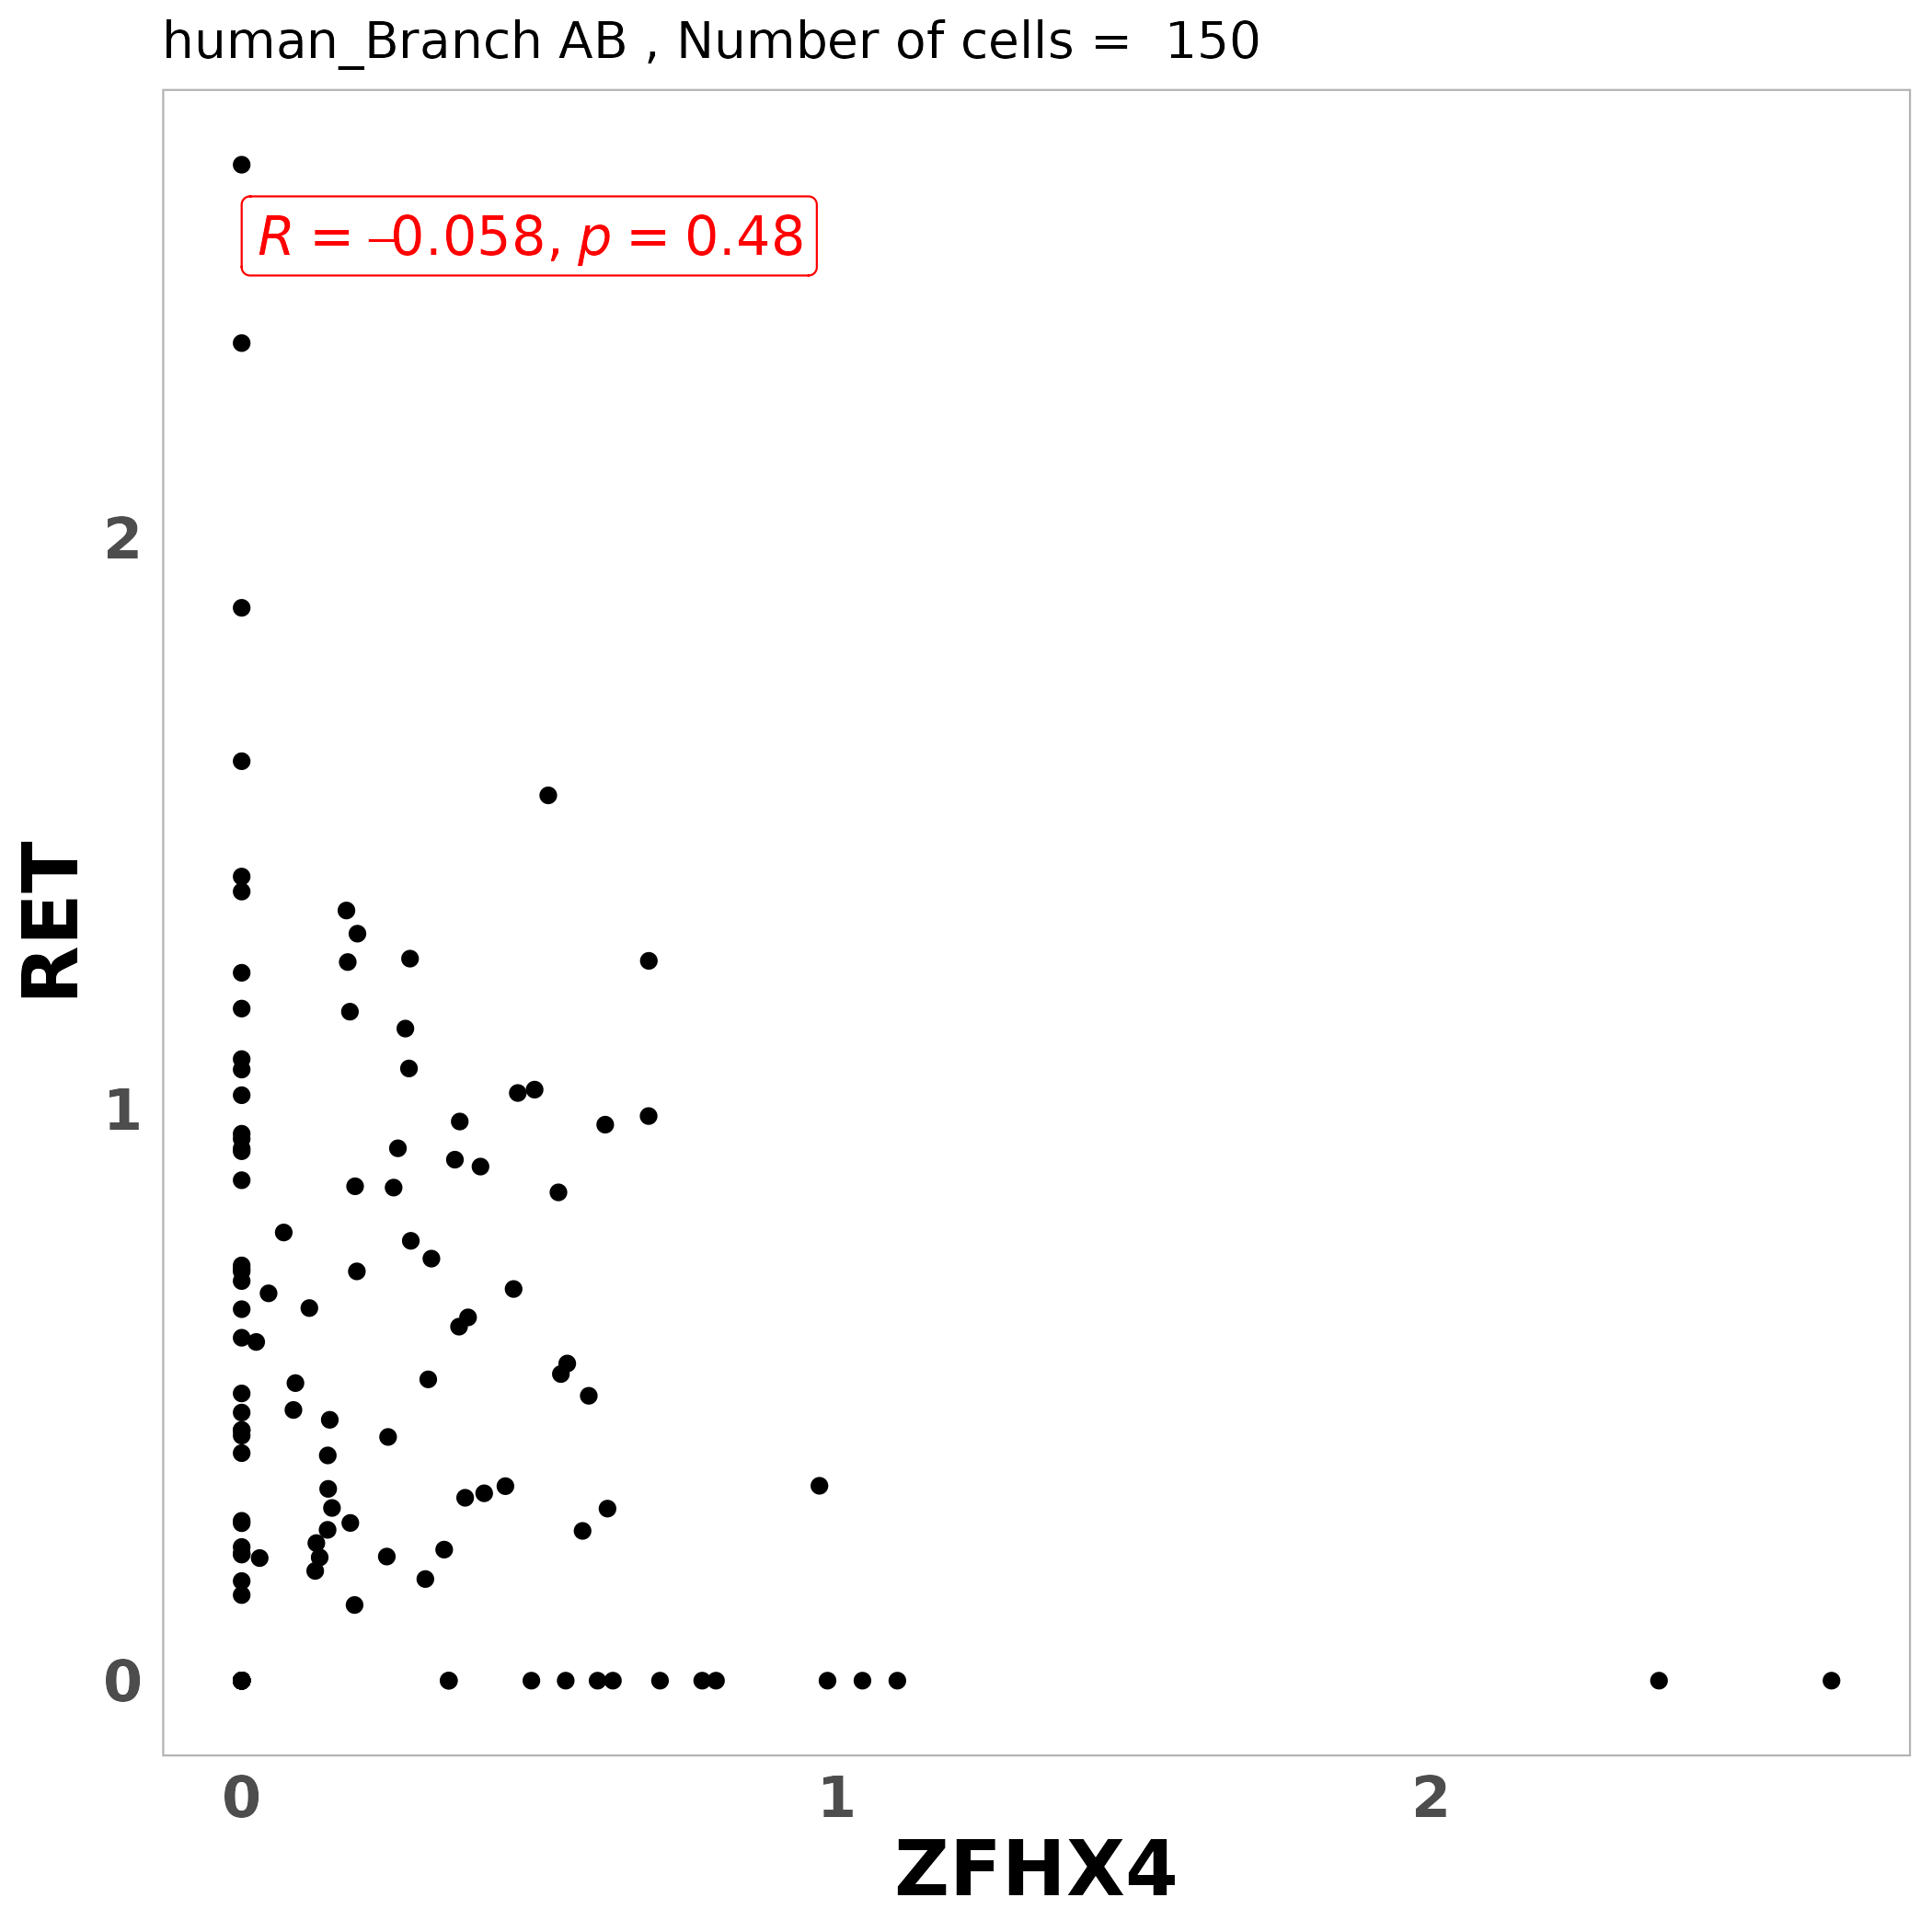 human_Branch AB , Number of cells =  150
R = –0.058, p = 0.48
2
1
0
RET
0 1 2
ZFHX4